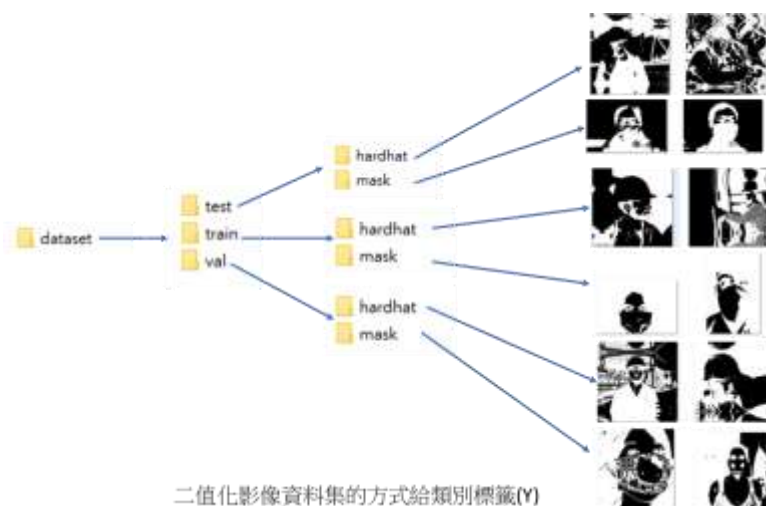 dataset
test
train
val
hardhat
mask
hardhat
mask
hardhat
mask
二值化影像資料集的方式給類別標籤(Y)